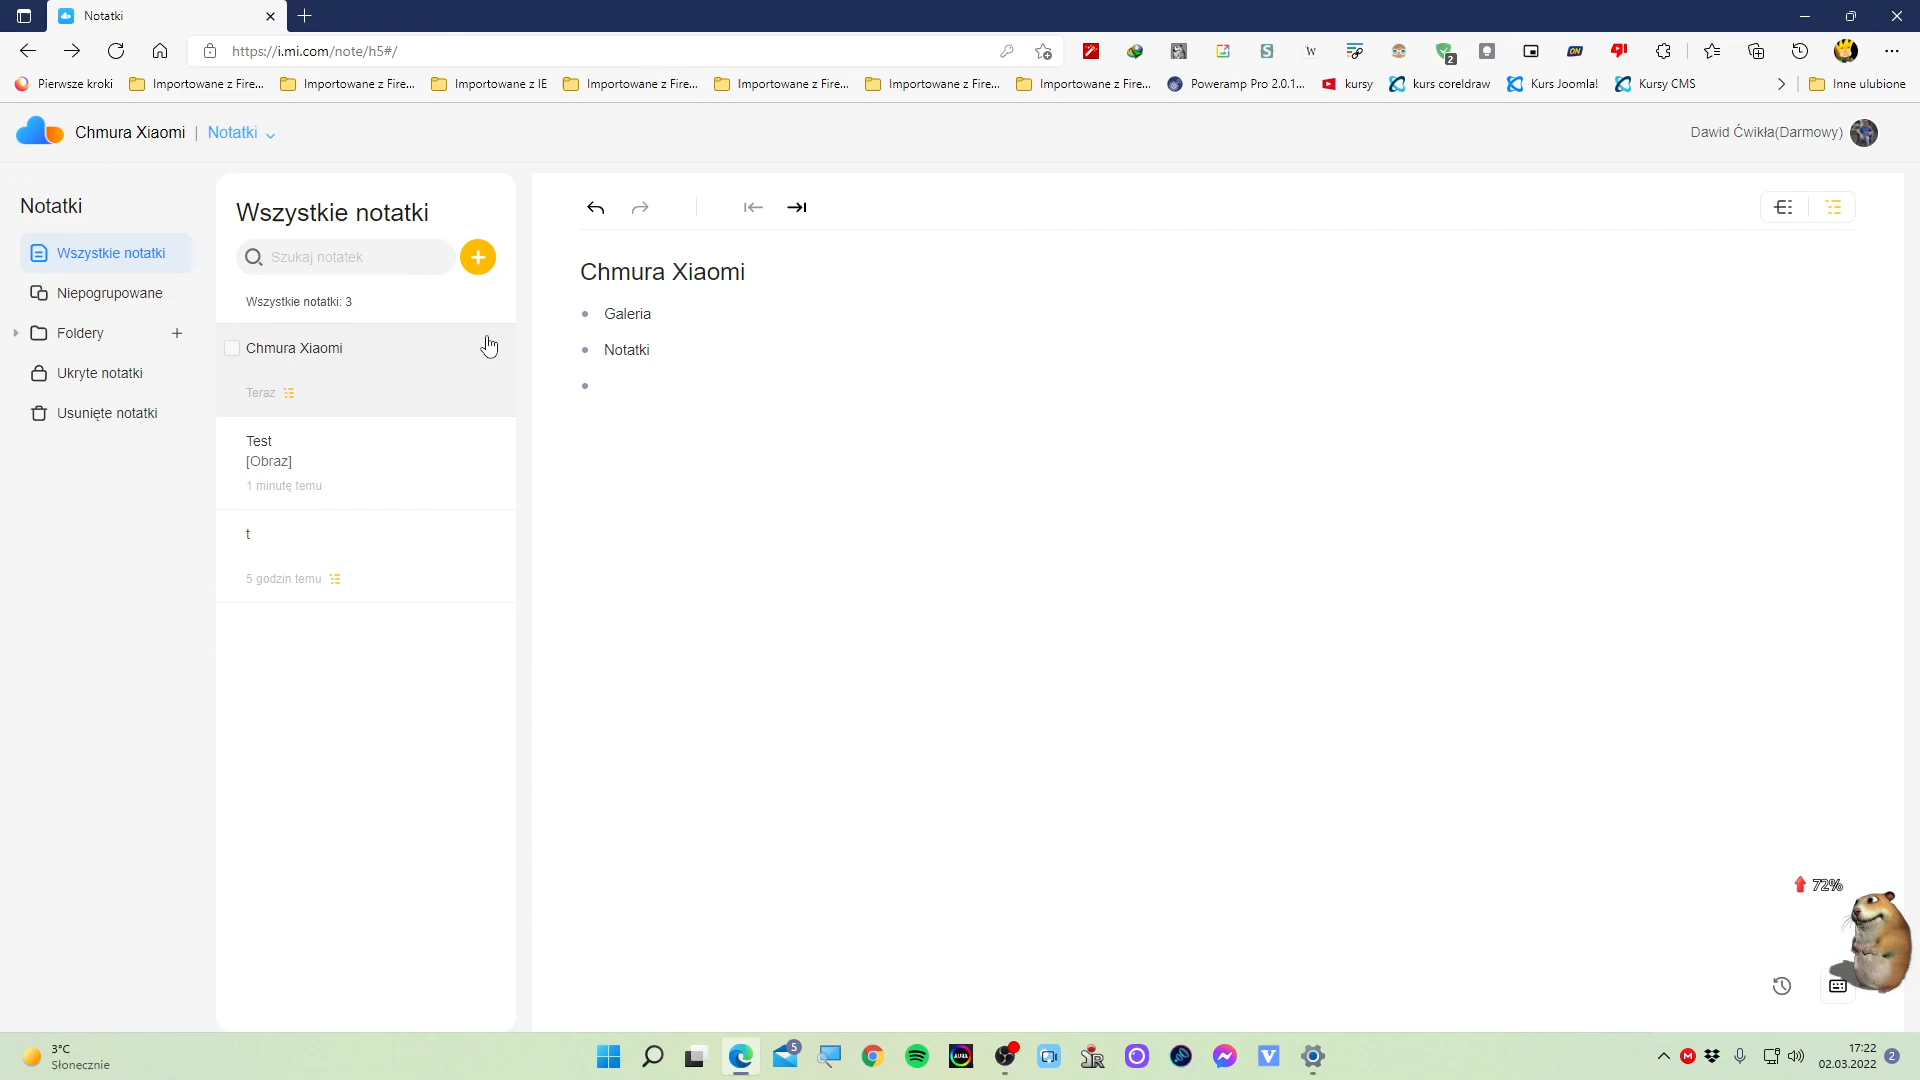 Notatki
https://i.mi.com/note/h5#/
2
Pierwsze kroki
Importowane z Fire...
Importowane z Fire...
Importowane z IE
Importowane z Fire...
Importowane z Fire...
Importowane z Fire...
Importowane z Fire...
Poweramp Pro 2.0.1...
kursy
kurs coreldraw
Kurs Joomla!
Kursy CMS
Inne ulubione
Chmura Xiaomi | Notatki
Dawid Ćwikła(Darmowy)
Notatki
Wszystkie notatki
Niepogrupowane
Foldery
Ukryte notatki
Usunięte notatki
Wszystkie notatki
Szukaj notatek
Wszystkie notatki: 3
Chmura Xiaomi
Teraz
Test
[Obraz]
1 minutę temu
t
5 godzin temu
Chmura Xiaomi
Galeria
Notatki
72%
3°C
Słonecznie
5
AURA
17:22
02.03.2022
2